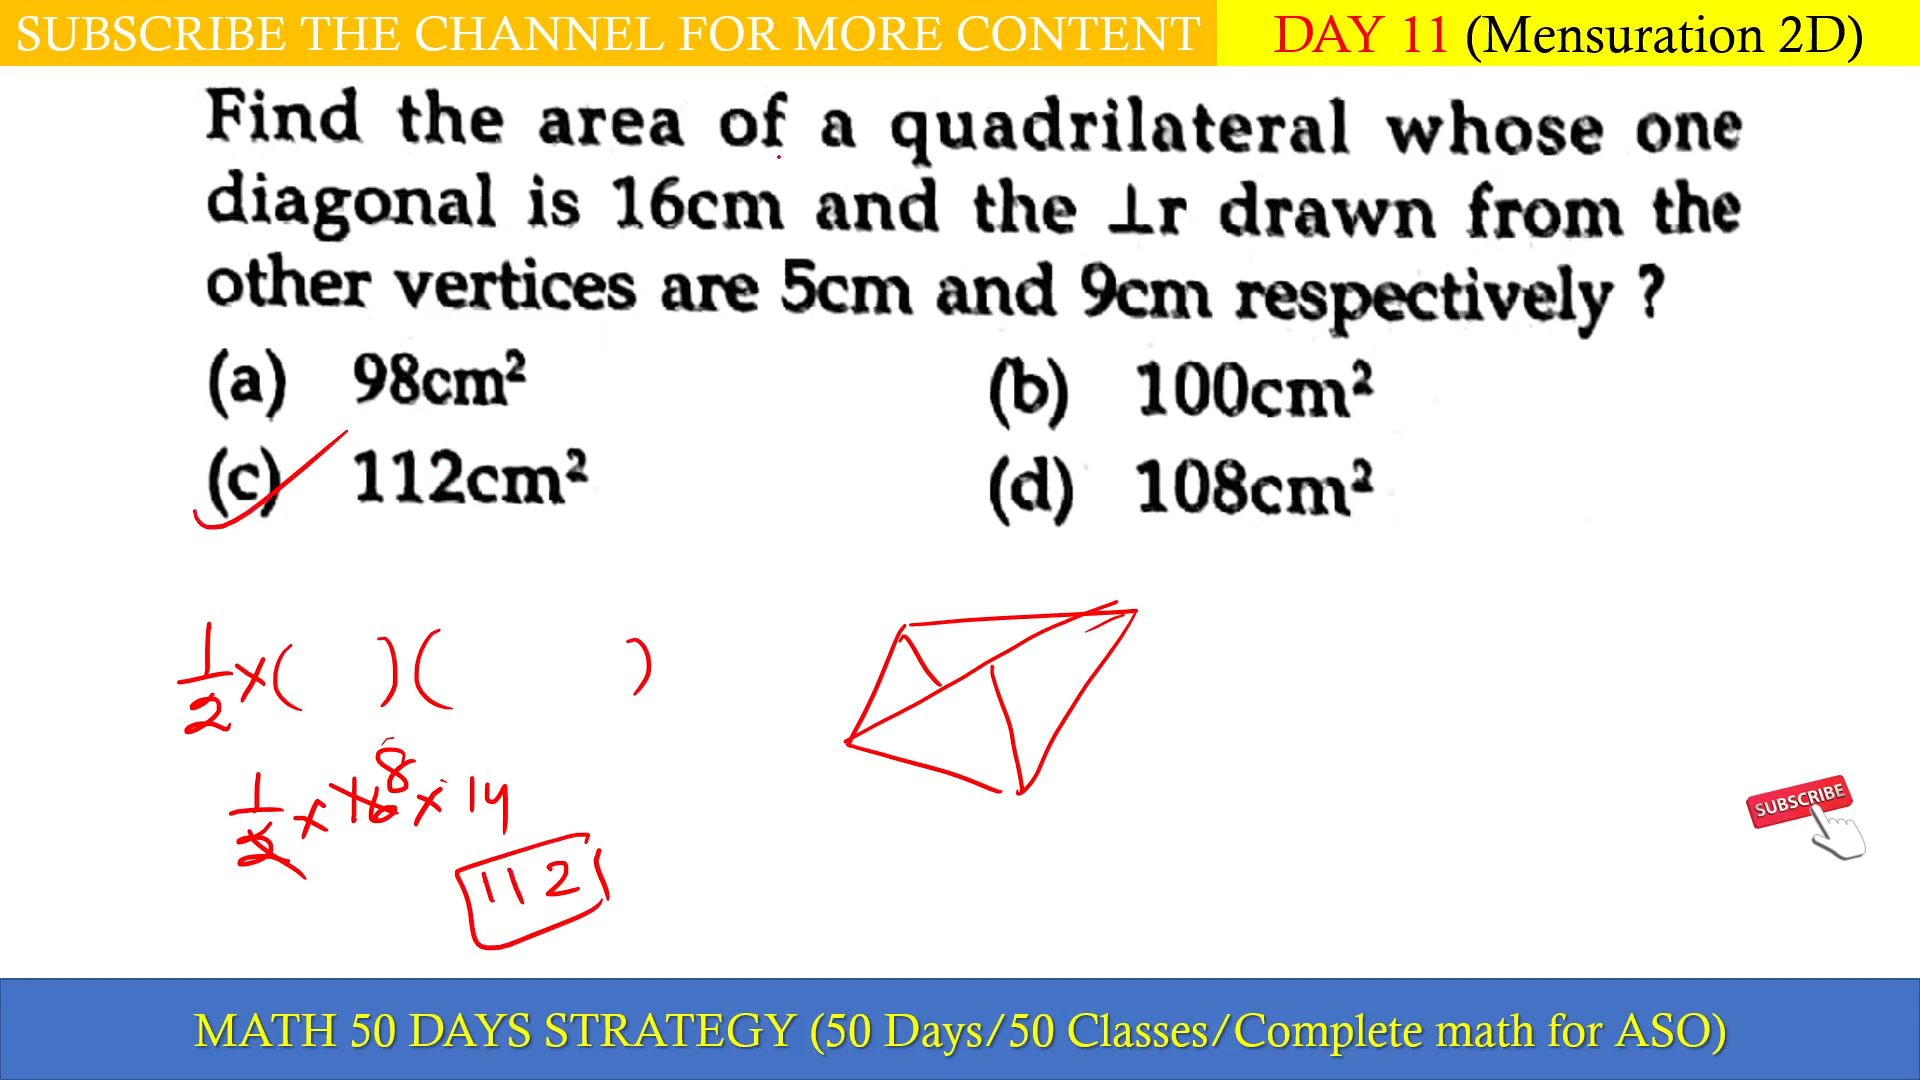 SUBSCRIBE THE CHANNEL FOR MORE CONTENT
DAY 11 (Mensuration 2D)
Find the area of a quadrilateral whose one
diagonal is 16cm and the ⊥r drawn from the
other vertices are 5cm and 9cm respectively ?
(a) 98cm² (b) 100cm²
(c) 112cm² (d) 108cm²
1/2 × ( ) ( )
1/2 × 16 8 × 14
112
SUBSCRIBE
MATH 50 DAYS STRATEGY (50 Days/50 Classes/Complete math for ASO)